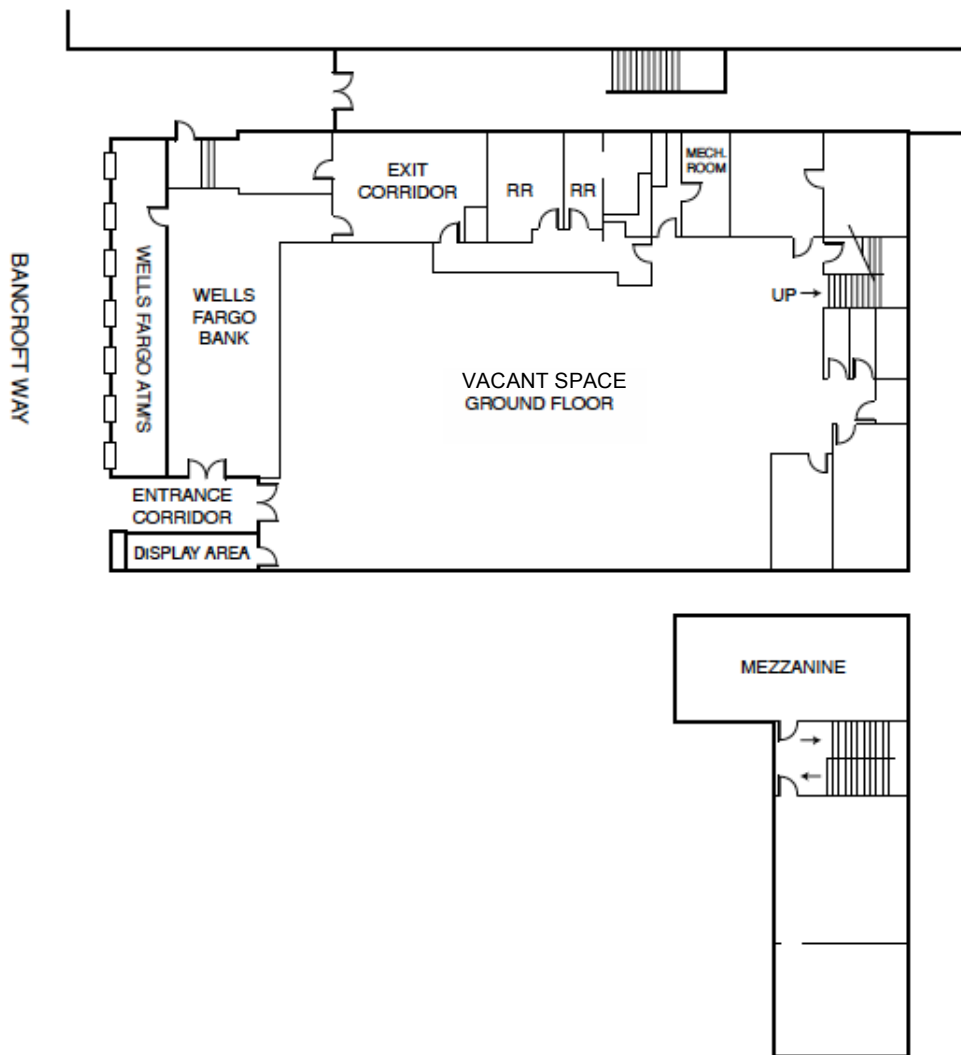 EXIT
CORRIDOR
RR
RR
MECH.
ROOM
BANCROFT WAY
WELLS FARGO ATM'S
WELLS
FARGO
BANK
UP
VACANT SPACE
GROUND FLOOR
ENTRANCE
CORRIDOR
DISPLAY AREA
MEZZANINE